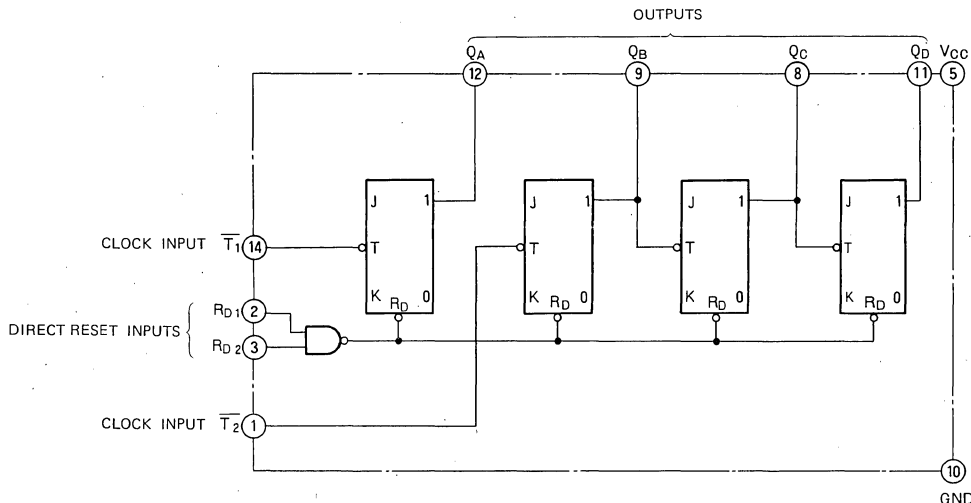 OUTPUTS
QA QB QC QD VCC
12 9 8 11 5
J 1 J 1 J 1 J 1
CLOCK INPUT T̅1̅ 14 T T T T
K RD 0 K RD 0 K RD 0 K RD 0
RD1 2
DIRECT RESET INPUTS
RD2 3
CLOCK INPUT T̅2̅ 1
10
GND